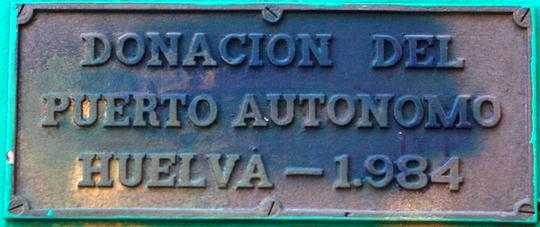 DONACION DEL
PUERTO AUTONOMO
HUELVA – 1.984